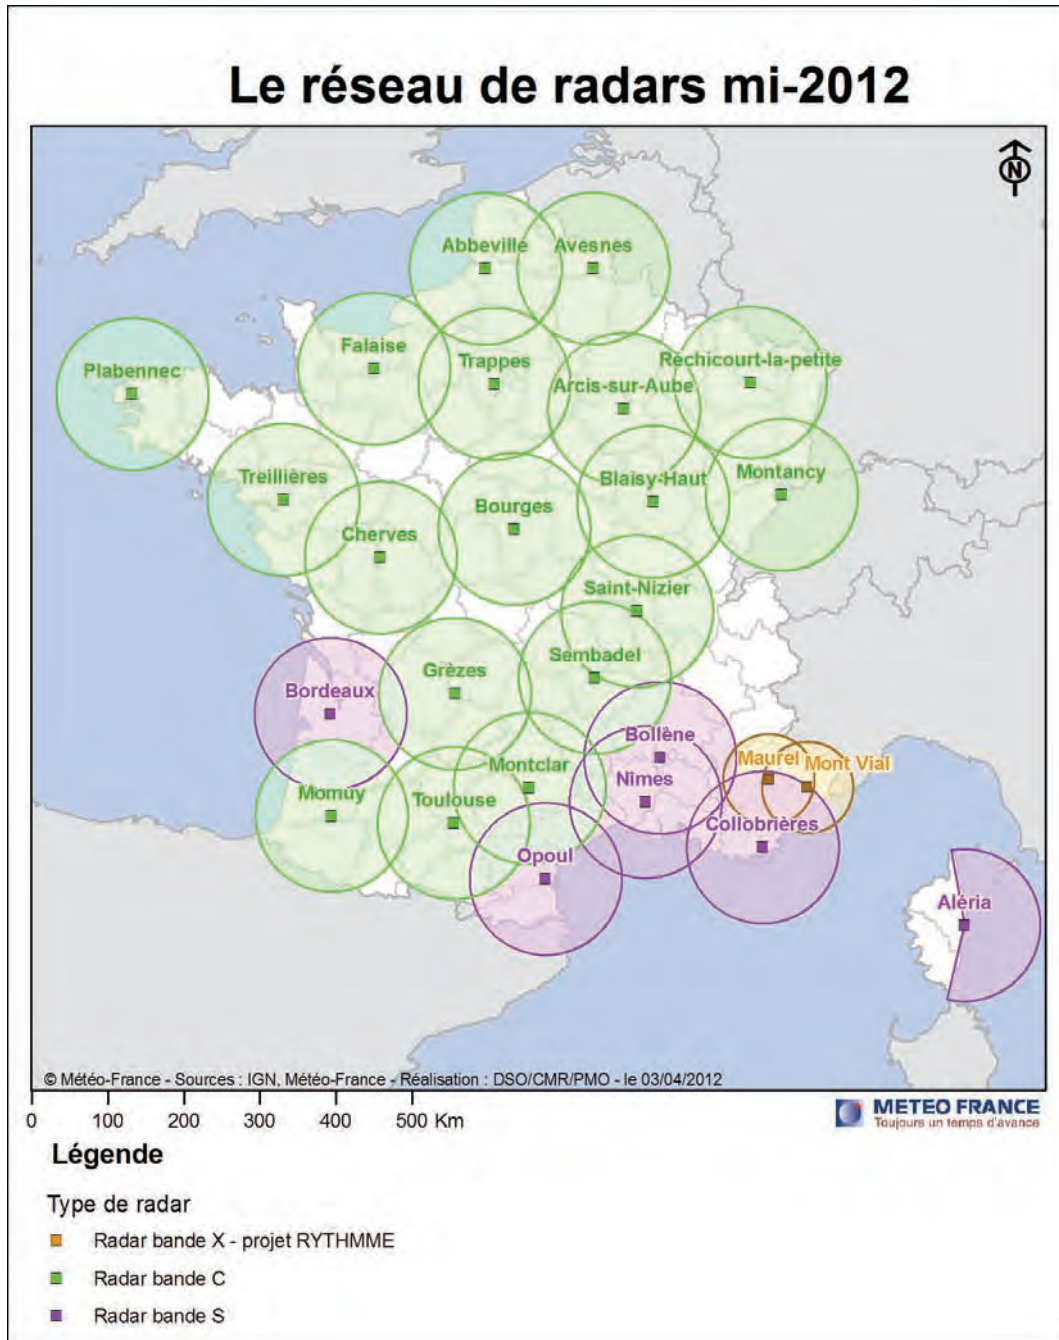 Le réseau de radars mi-2012
N
Abbeville
Avesnes
Falaise
Trappes
Réchicourt-la-petite
Plabennec
Arcis-sur-Aube
Treillières
Blaisy-Haut
Montancy
Bourges
Cherves
Saint-Nizier
Sembadel
Grèzes
Bordeaux
Bollène
Maurel
Mont Vial
Montclar
Nîmes
Momuy
Toulouse
Collobrières
Opoul
Aléria
© Météo-France - Sources : IGN, Météo-France - Réalisation : DSO/CMR/PMO - le 03/04/2012
0 100 200 300 400 500 Km
METEO FRANCE
Toujours un temps d'avance
Légende
Type de radar
Radar bande X - projet RYTHMME
Radar bande C
Radar bande S